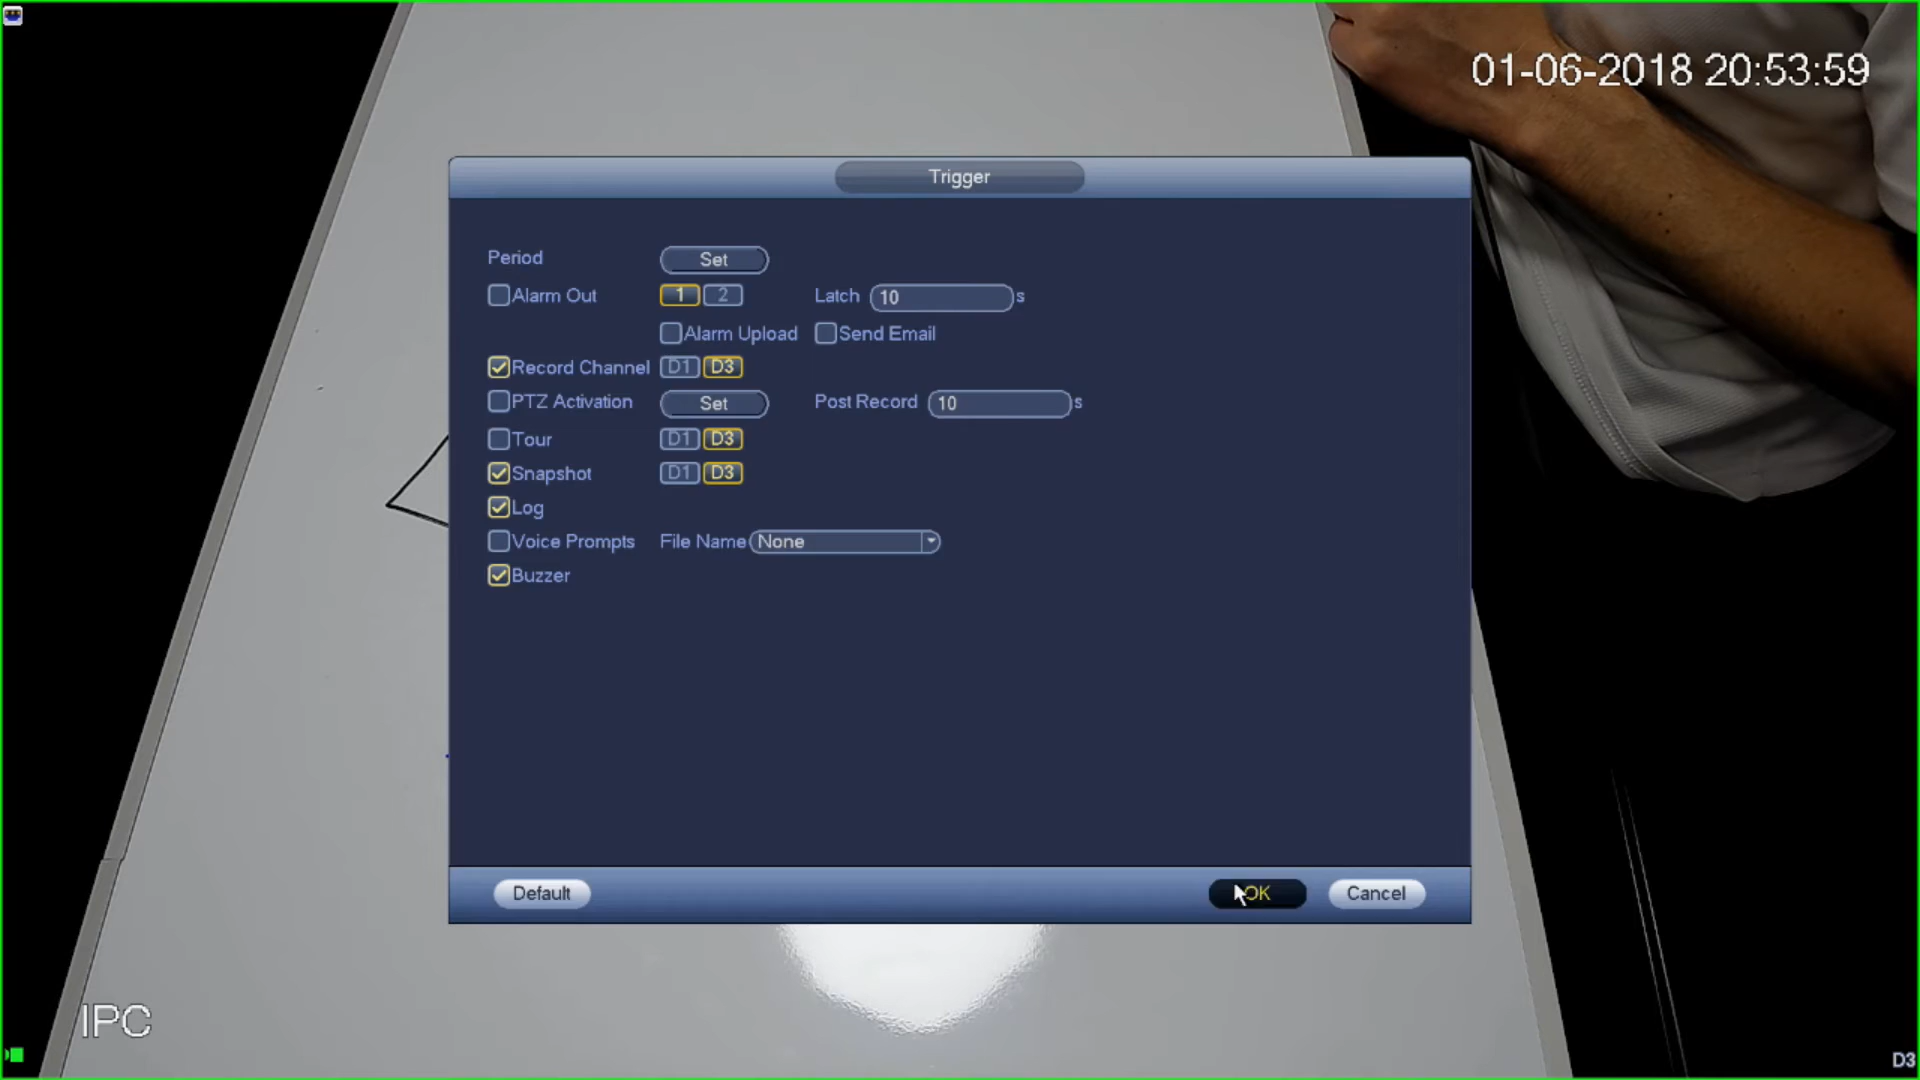 01-06-2018 20:53:59
Trigger
Period Set
Alarm Out 1 2 Latch 10 s
Alarm Upload Send Email
Record Channel D1 D3
PTZ Activation Set Post Record 10 s
Tour D1 D3
Snapshot D1 D3
Log
Voice Prompts File Name None
Buzzer
Default OK Cancel
IPC
D3